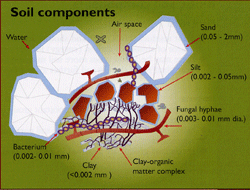 Soil components
Air space
Water
Sand
(0.05 - 2mm)
Silt
(0.002 - 0.05mm)
Fungal hyphae
(0.003- 0.01 mm dia.)
Bacterium
(0.002- 0.01 mm)
Clay
(<0.002 mm )
Clay-organic
matter complex